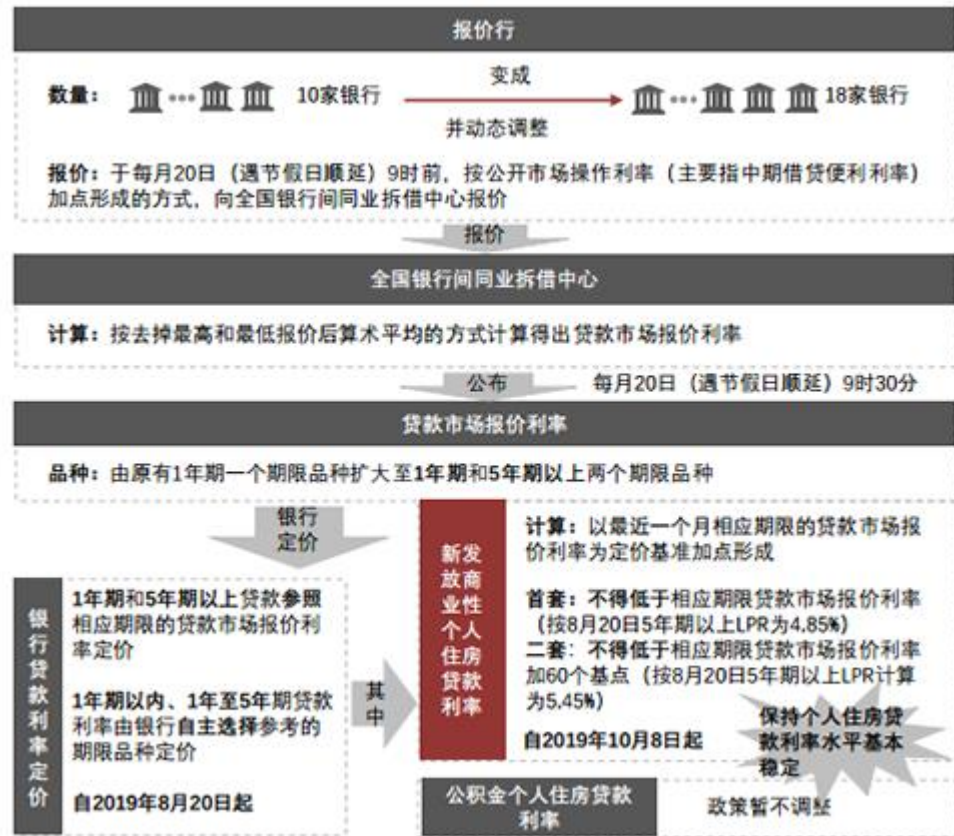 报价行
数量： 10家银行 变成 18家银行
并动态调整
报价：于每月20日（遇节假日顺延）9时前，按公开市场操作利率（主要指中期借贷便利利率）
加点形成的方式，向全国银行间同业拆借中心报价
报价
全国银行间同业拆借中心
计算：按去掉最高和最低报价后算术平均的方式计算得出贷款市场报价利率
公布 每月20日（遇节假日顺延）9时30分
贷款市场报价利率
品种：由原有1年期一个期限品种扩大至1年期和5年期以上两个期限品种
银行
定价
银行贷款利率定价
1年期和5年期以上贷款参照
相应期限的贷款市场报价利
率定价
1年期以内、1年至5年期贷款
利率由银行自主选择参考的
期限品种定价
自2019年8月20日起
其
中
新发
放商
业性
个人
住房
贷款
利率
计算：以最近一个月相应期限的贷款市场报
价利率为定价基准加点形成
首套：不得低于相应期限贷款市场报价利率
（按8月20日5年期以上LPR为4.85%）
二套：不得低于相应期限贷款市场报价利率
加60个基点（按8月20日5年期以上LPR计算
为5.45%）
自2019年10月8日起
保持个人住房贷
款利率水平基本
稳定
公积金个人住房贷款
利率
政策暂不调整